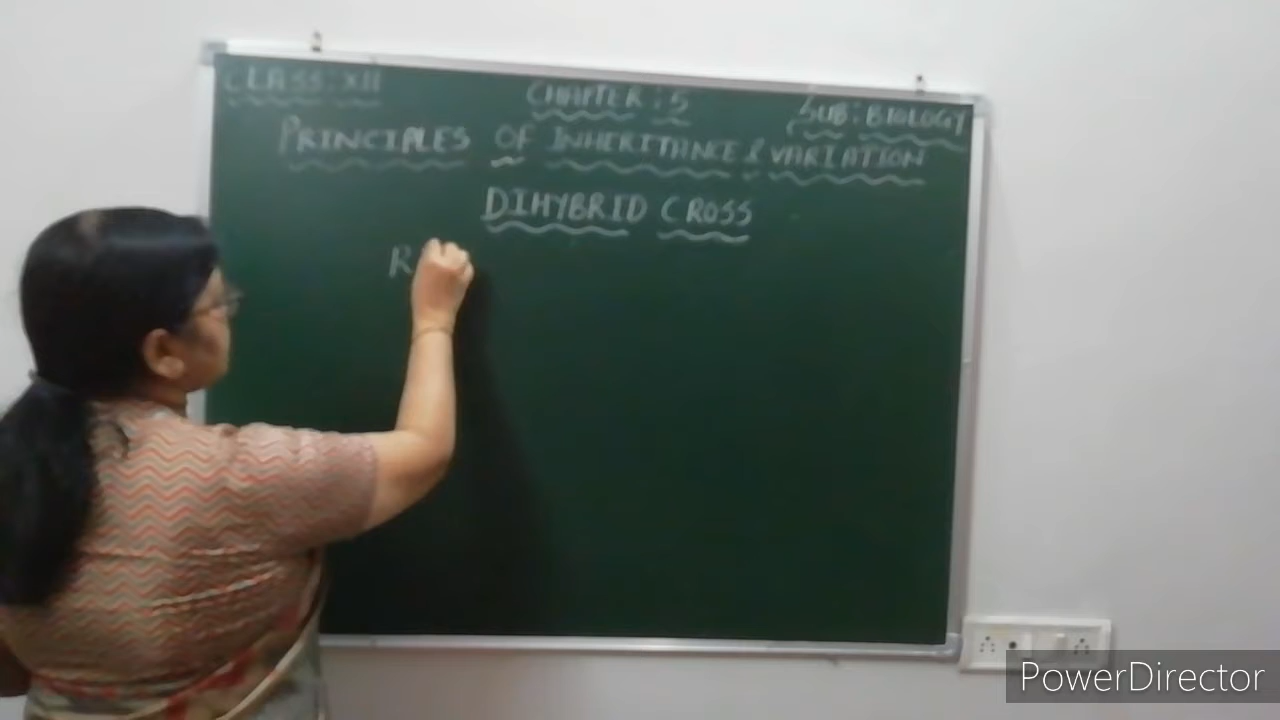 CLASS: XII
CHAPTER: 5
SUB: BIOLOGY
PRINCIPLES OF INHERITANCE & VARIATION
DIHYBRID CROSS
R
PowerDirector